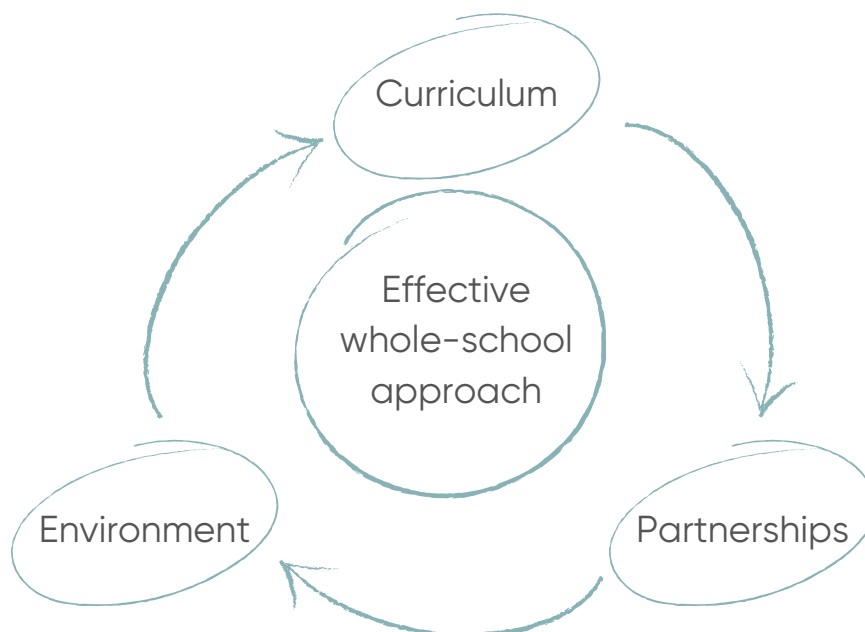 Curriculum
Effective
whole-school
approach
Environment
Partnerships